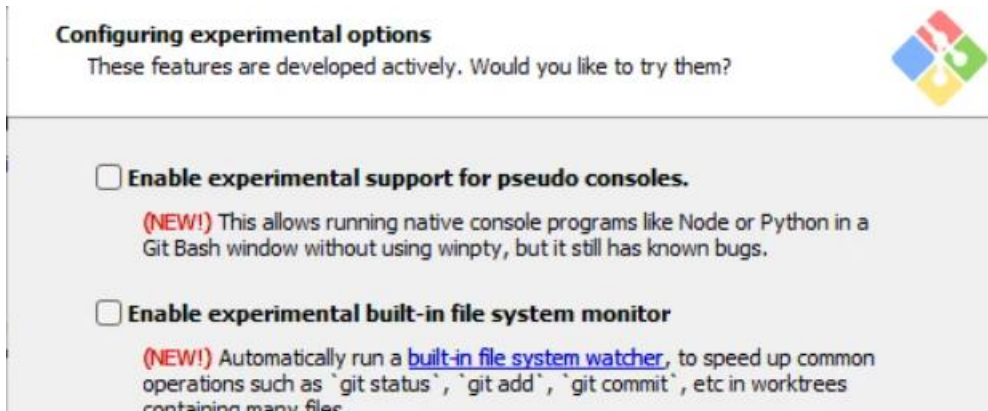 Configuring experimental options
These features are developed actively. Would you like to try them?
Enable experimental support for pseudo consoles.
(NEW!) This allows running native console programs like Node or Python in a
Git Bash window without using winpty, but it still has known bugs.
Enable experimental built-in file system monitor
(NEW!) Automatically run a built-in file system watcher, to speed up common
operations such as `git status`, `git add`, `git commit`, etc in worktrees
containing many files.